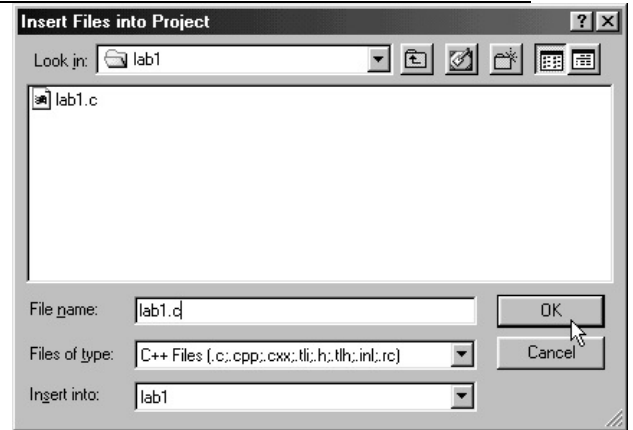 Insert Files into Project
Look in: lab1
lab1.c
File name: lab1.c OK
Files of type: C++ Files (.c;.cpp;.cxx;.tli;.h;.tlh;.inl;.rc) Cancel
Insert into: lab1